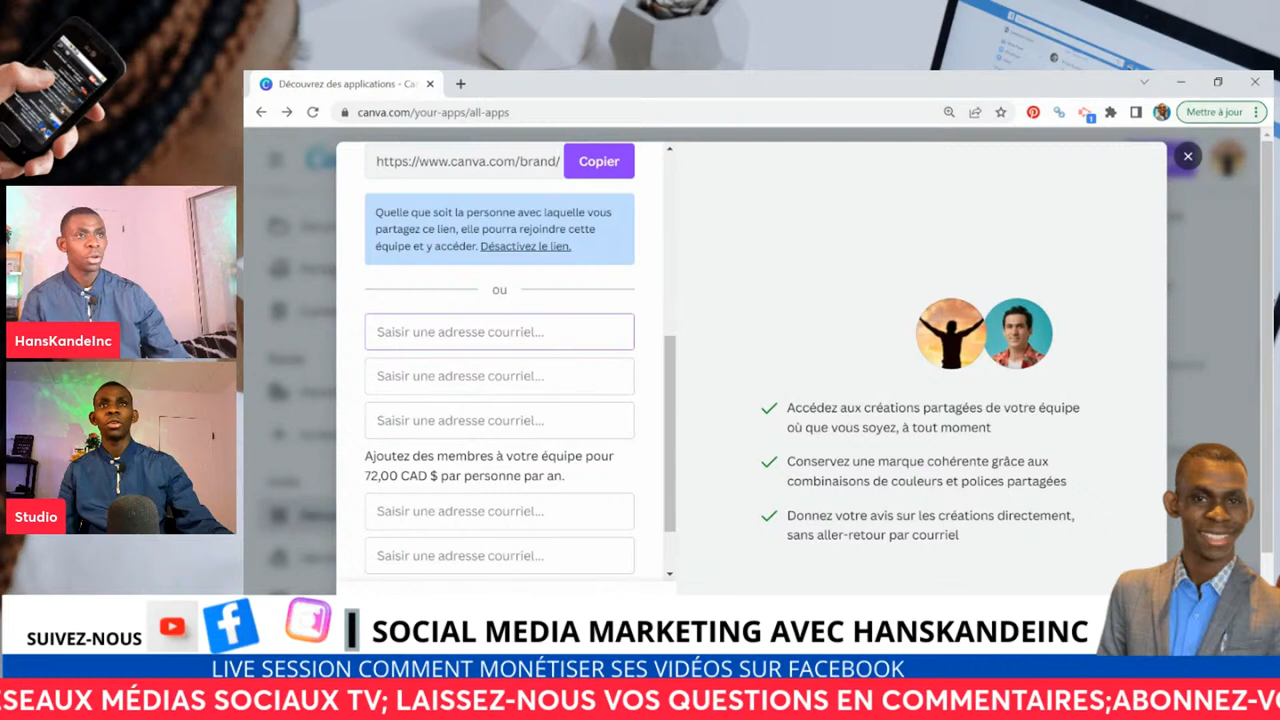 Découvrez des applications - Ca
canva.com/your-apps/all-apps
1
Mettre à jour
https://www.canva.com/brand/
Copier
Quelle que soit la personne avec laquelle vous
partagez ce lien, elle pourra rejoindre cette
équipe et y accéder. Désactivez le lien.
ou
Saisir une adresse courriel...
Saisir une adresse courriel...
Saisir une adresse courriel...
Ajoutez des membres à votre équipe pour
72,00 CAD $ par personne par an.
Saisir une adresse courriel...
Saisir une adresse courriel...
Accédez aux créations partagées de votre équipe
où que vous soyez, à tout moment
Conservez une marque cohérente grâce aux
combinaisons de couleurs et polices partagées
Donnez votre avis sur les créations directement,
sans aller-retour par courriel
HansKandeInc
Studio
SUIVEZ-NOUS
SOCIAL MEDIA MARKETING AVEC HANSKANDEINC
LIVE SESSION COMMENT MONÉTISER SES VIDÉOS SUR FACEBOOK
ESEAUX MÉDIAS SOCIAUX TV; LAISSEZ-NOUS VOS QUESTIONS EN COMMENTAIRES;ABONNEZ-V